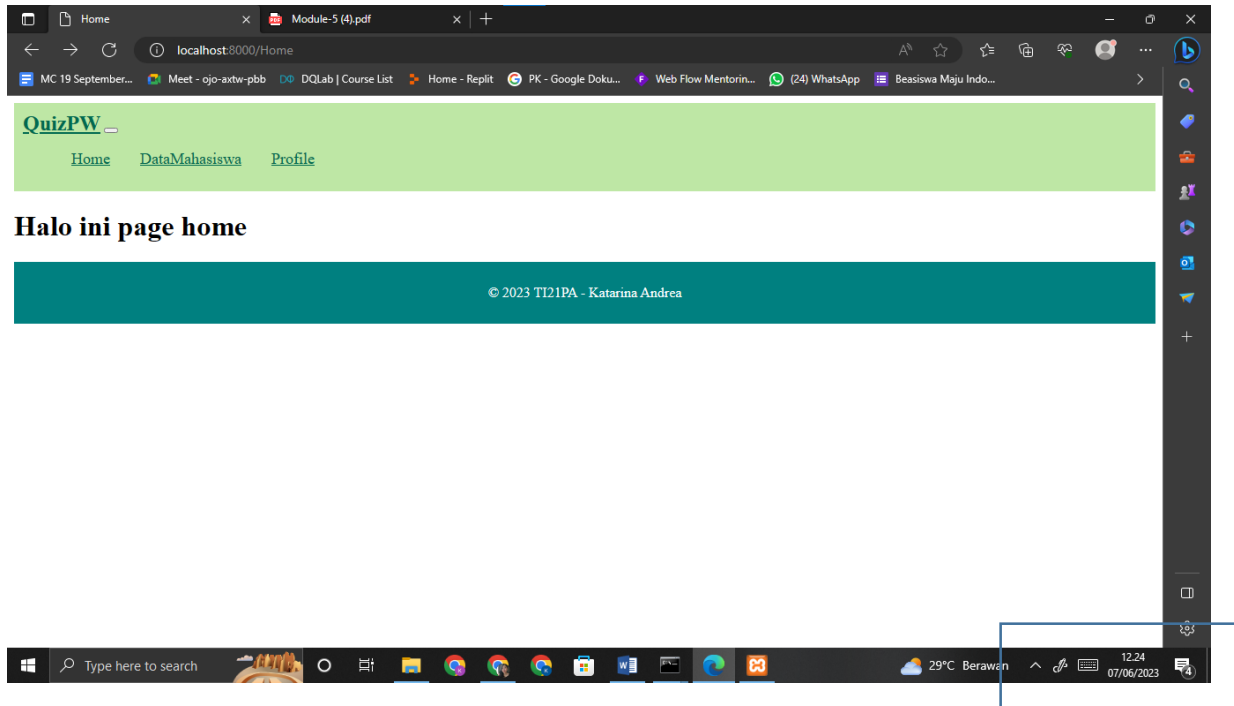 Home
Module-5 (4).pdf
localhost:8000/Home
MC 19 September...
Meet - ojo-axtw-pbb
DQLab | Course List
Home - Replit
PK - Google Doku...
Web Flow Mentorin...
(24) WhatsApp
Beasiswa Maju Indo...
QuizPW
Home DataMahasiswa Profile
Halo ini page home
© 2023 TI21PA - Katarina Andrea
Type here to search
29°C Berawan
12.24
07/06/2023
4